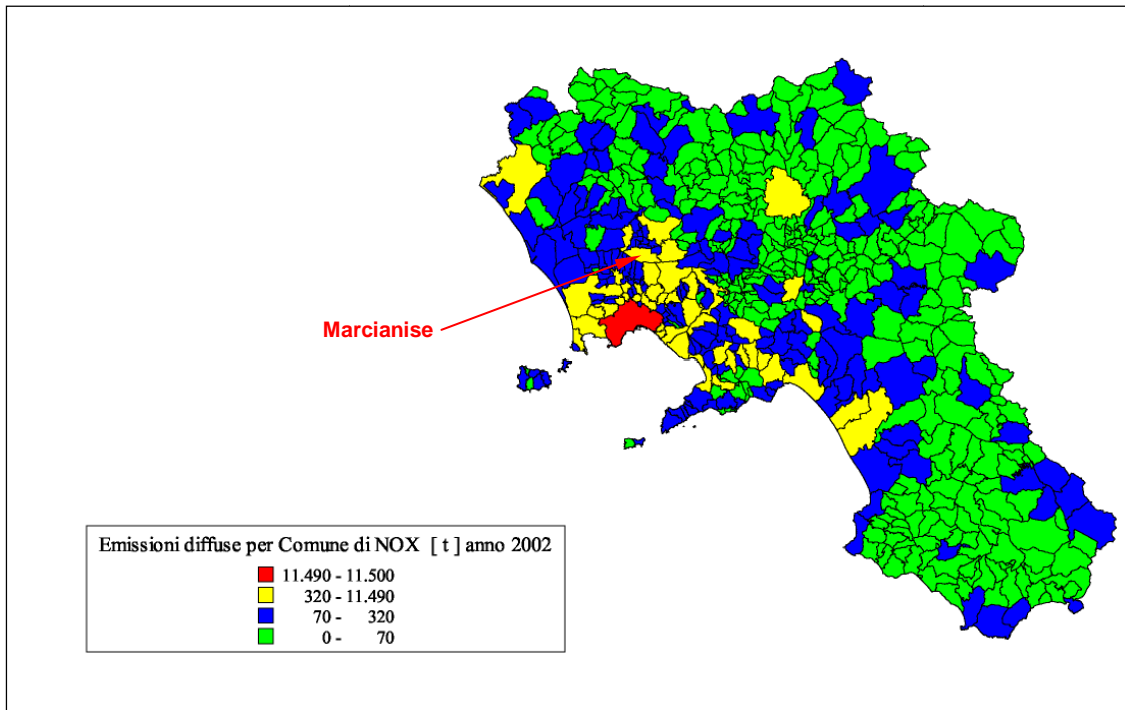 Marcianise
Emissioni diffuse per Comune di NOX [ t ] anno 2002
11.490 - 11.500
320 - 11.490
70 - 320
0 - 70